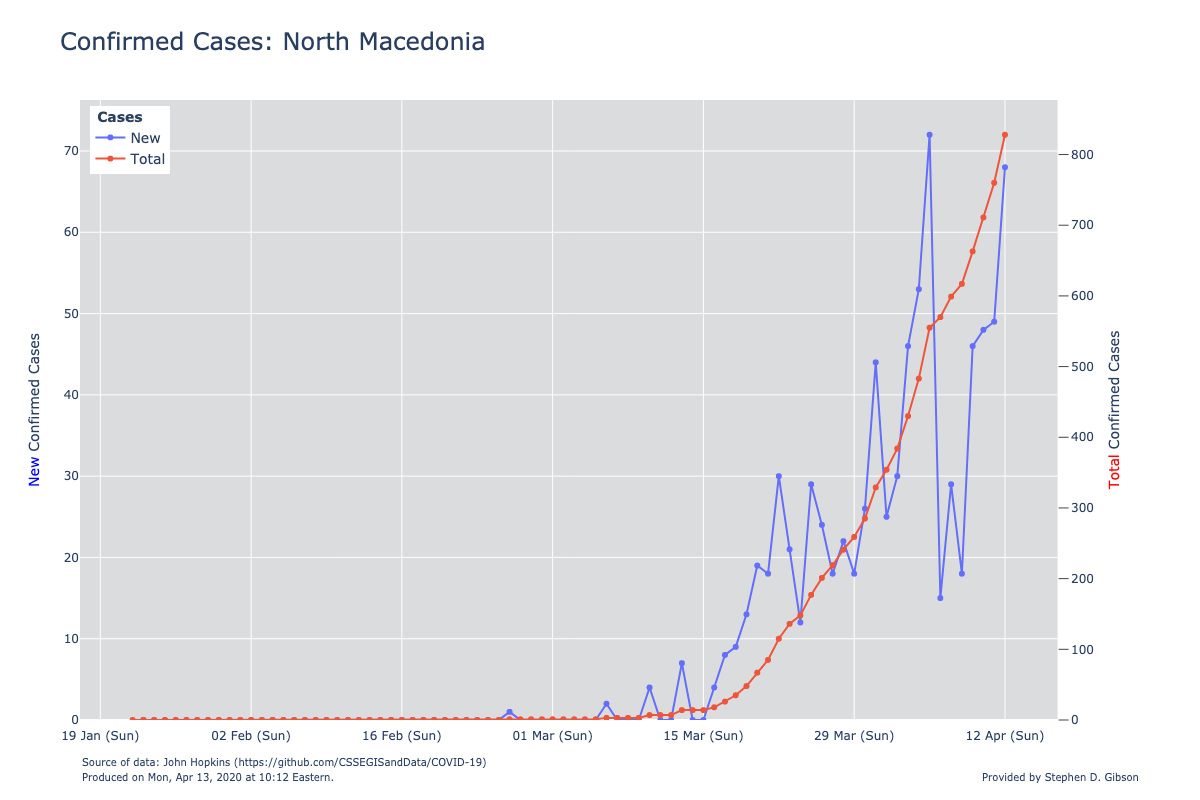 Confirmed Cases: North Macedonia
Cases
New
Total
70
60
50
40
30
20
10
0
New Confirmed Cases
800
700
600
500
400
300
200
100
0
Total Confirmed Cases
19 Jan (Sun)
02 Feb (Sun)
16 Feb (Sun)
01 Mar (Sun)
15 Mar (Sun)
29 Mar (Sun)
12 Apr (Sun)
Source of data: John Hopkins (https://github.com/CSSEGISandData/COVID-19)
Produced on Mon, Apr 13, 2020 at 10:12 Eastern.
Provided by Stephen D. Gibson